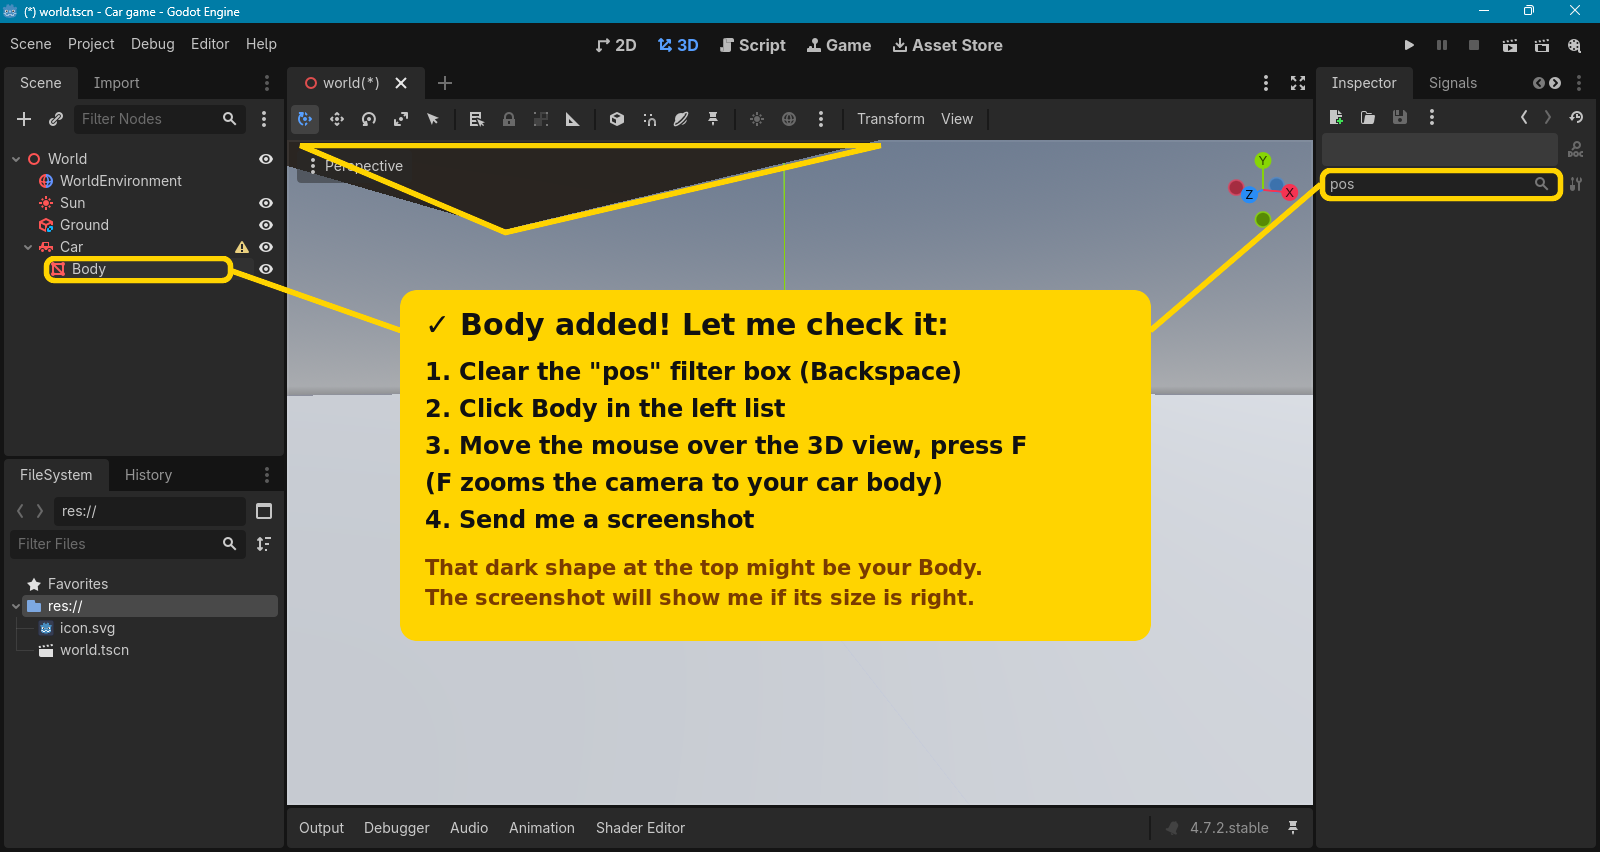 (*) world.tscn - Car game - Godot Engine
Scene Project Debug Editor Help
2D 3D Script Game Asset Store
Scene Import
world(*)
Inspector Signals
Filter Nodes
Transform View
Perspective
Y
X
Z
DOC
pos
World
WorldEnvironment
Sun
Ground
Car
Body
✓ Body added! Let me check it:
1. Clear the "pos" filter box (Backspace)
2. Click Body in the left list
3. Move the mouse over the 3D view, press F
(F zooms the camera to your car body)
4. Send me a screenshot
That dark shape at the top might be your Body.
The screenshot will show me if its size is right.
FileSystem History
res://
Filter Files
Favorites
res://
icon.svg
world.tscn
Output Debugger Audio Animation Shader Editor
4.7.2.stable